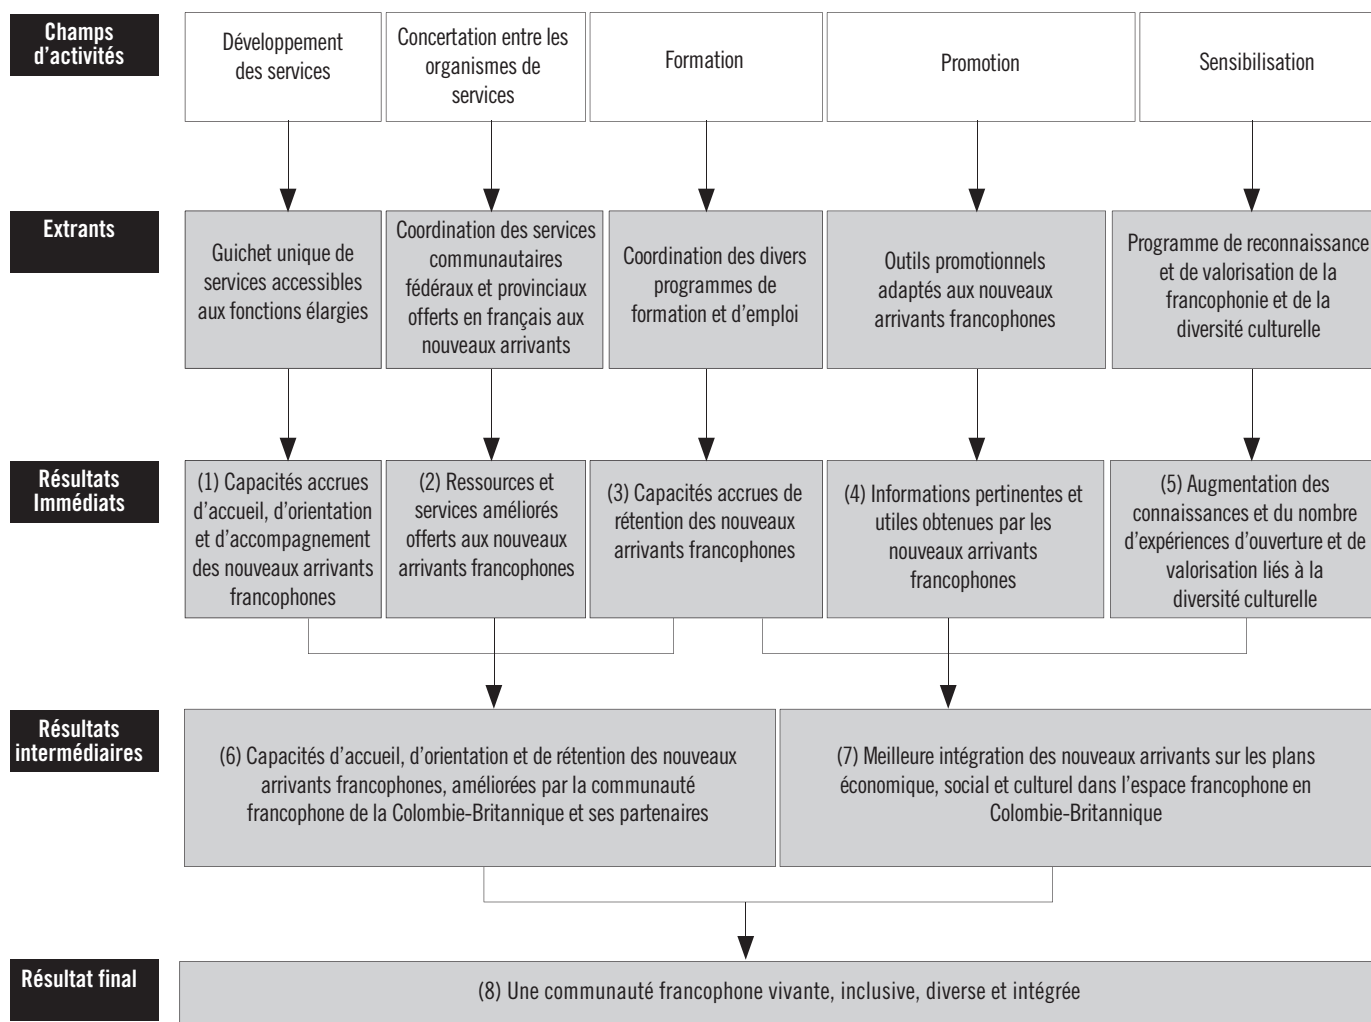 Champs
d'activités
Développement
des services
Concertation entre les
organismes de
services
Formation
Promotion
Sensibilisation
Extrants
Guichet unique de
services accessibles
aux fonctions élargies
Coordination des services
communautaires
fédéraux et provinciaux
offerts en français aux
nouveaux arrivants
Coordination des divers
programmes de
formation et d'emploi
Outils promotionnels
adaptés aux nouveaux
arrivants francophones
Programme de reconnaissance
et de valorisation de la
francophonie et de la
diversité culturelle
Résultats
Immédiats
(1) Capacités accrues
d'accueil, d'orientation
et d'accompagnement
des nouveaux arrivants
francophones
(2) Ressources et
services améliorés
offerts aux nouveaux
arrivants francophones
(3) Capacités accrues de
rétention des nouveaux
arrivants francophones
(4) Informations pertinentes et
utiles obtenues par les
nouveaux arrivants
francophones
(5) Augmentation des
connaissances et du nombre
d'expériences d'ouverture et de
valorisation liés à la
diversité culturelle
Résultats
intermédiaires
(6) Capacités d'accueil, d'orientation et de rétention des nouveaux
arrivants francophones, améliorées par la communauté
francophone de la Colombie-Britannique et ses partenaires
(7) Meilleure intégration des nouveaux arrivants sur les plans
économique, social et culturel dans l'espace francophone en
Colombie-Britannique
Résultat final
(8) Une communauté francophone vivante, inclusive, diverse et intégrée